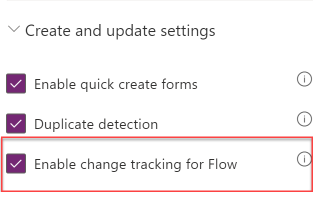 Create and update settings
Enable quick create forms
Duplicate detection
Enable change tracking for Flow